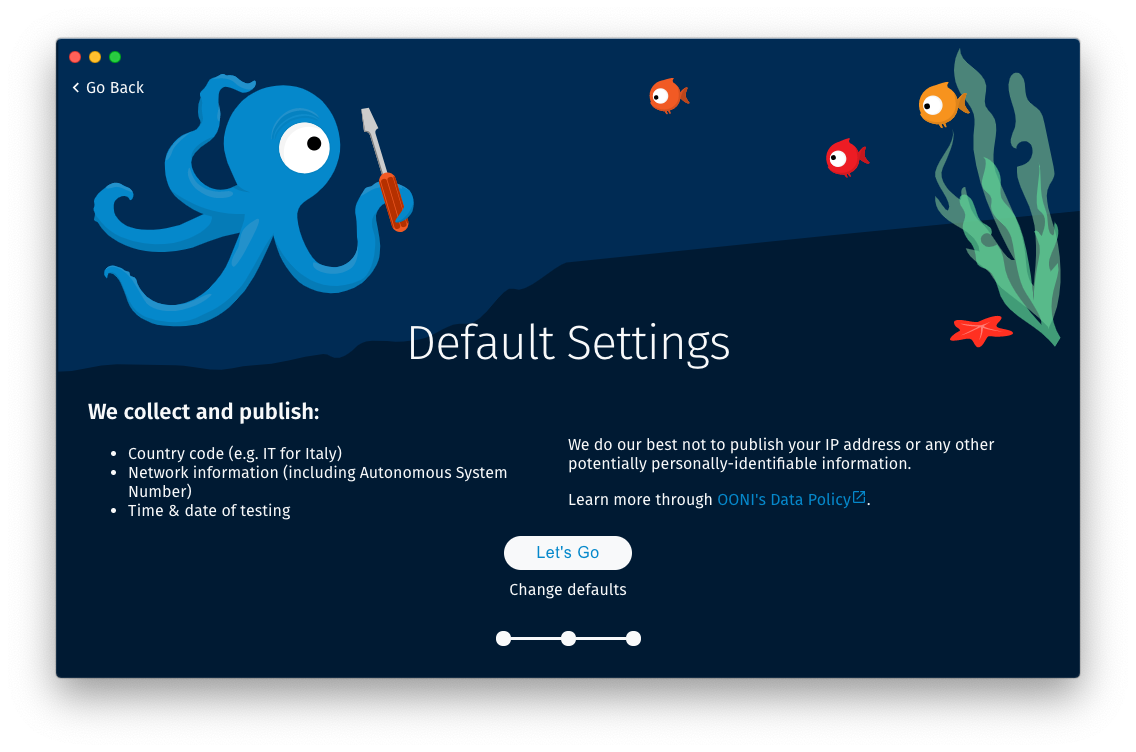 Go Back
Default Settings
We collect and publish:
• Country code (e.g. IT for Italy)
• Network information (including Autonomous System
Number)
• Time & date of testing
We do our best not to publish your IP address or any other
potentially personally-identifiable information.
Learn more through OONI's Data Policy.
Let's Go
Change defaults